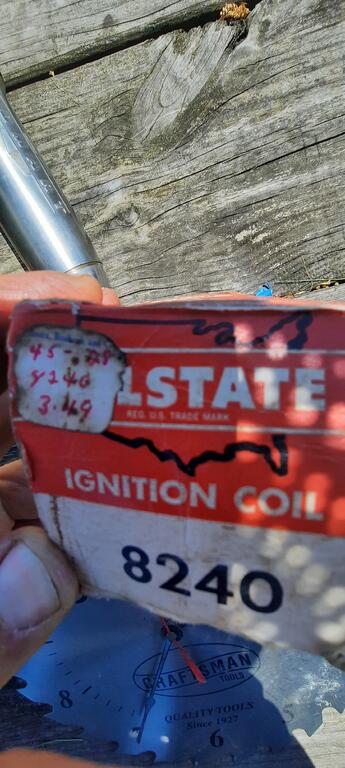 45-28
8240
3.49
LSTATE
REG. U.S. TRADE MARK
IGNITION COIL
8240
CRAFTSMAN
TOOLS
8
QUALITY TOOLS
Since 1927
6